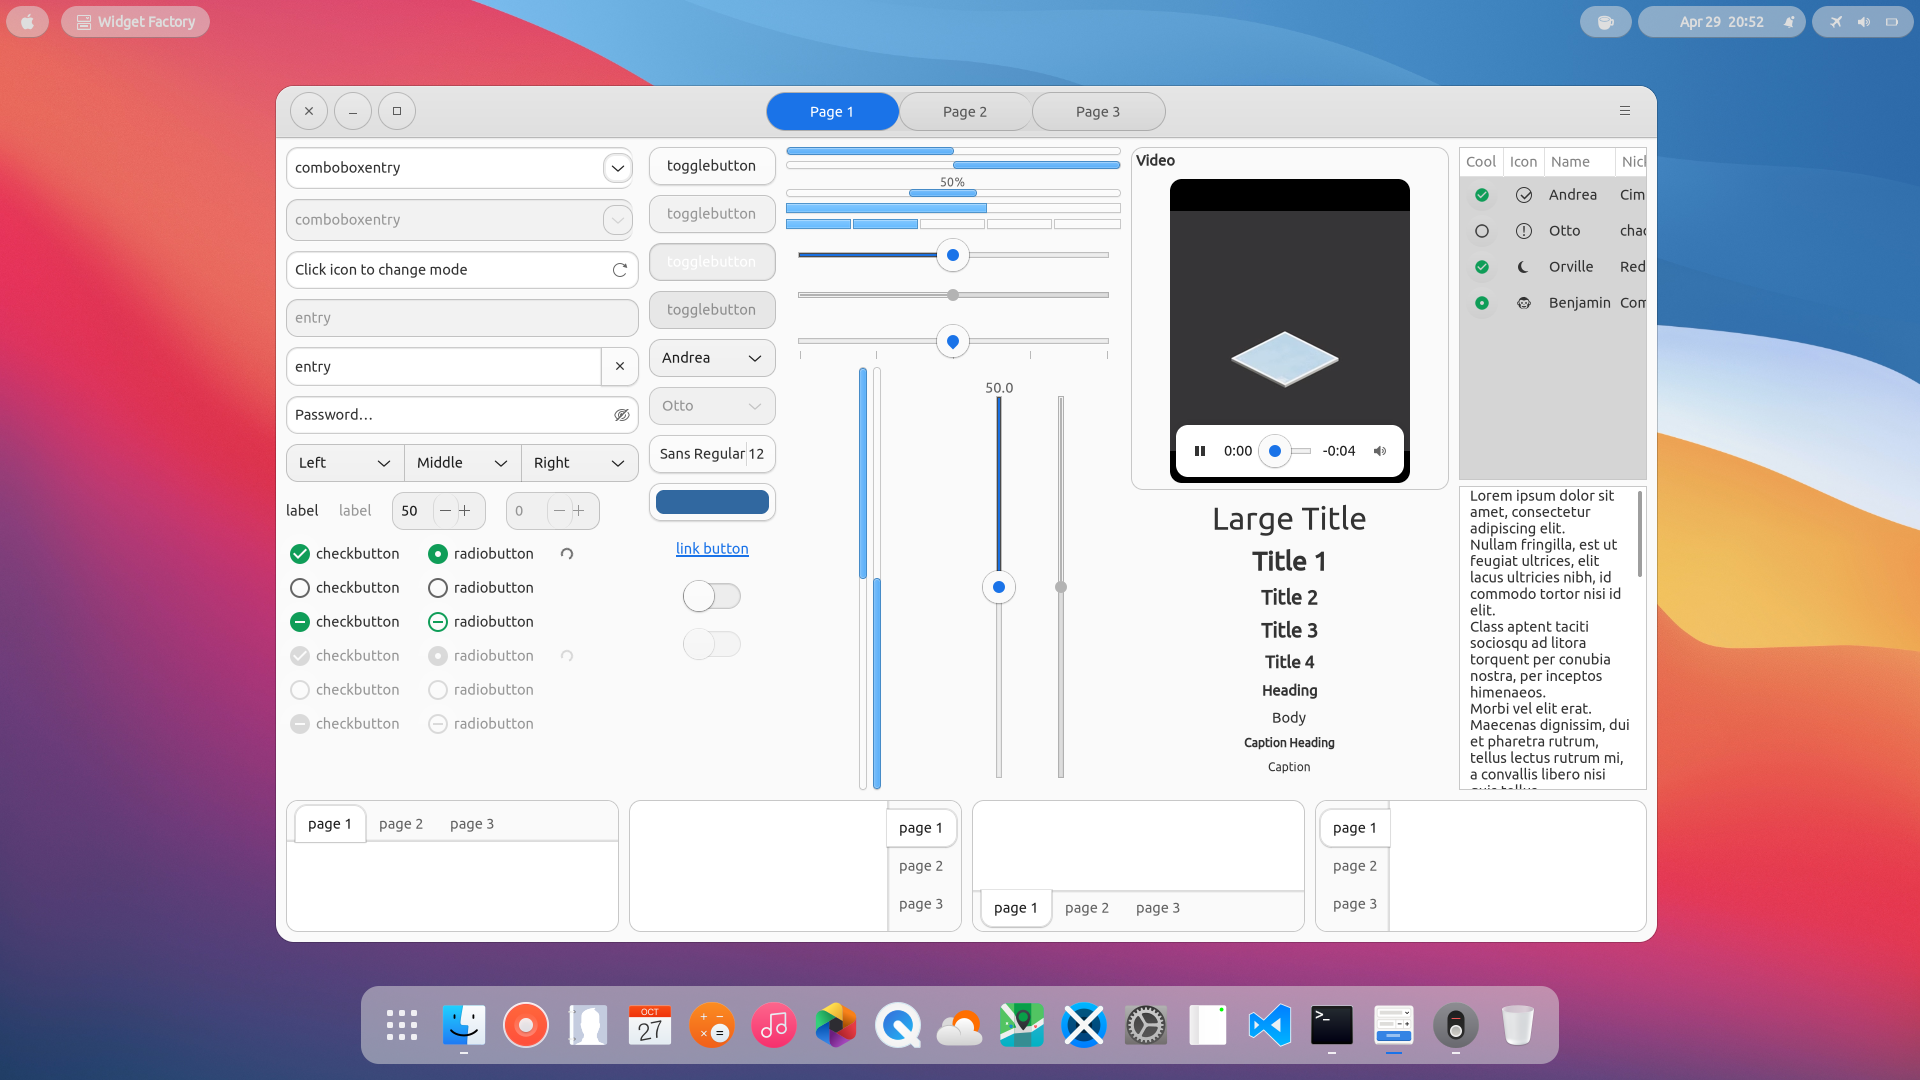 Widget Factory
Apr 29 20:52
Page 1
Page 2
Page 3
comboboxentry
comboboxentry
Click icon to change mode
entry
entry
Password...
Left
Middle
Right
label
label
50
0
checkbutton
radiobutton
checkbutton
radiobutton
checkbutton
radiobutton
checkbutton
radiobutton
checkbutton
radiobutton
checkbutton
radiobutton
togglebutton
togglebutton
togglebutton
togglebutton
Andrea
Otto
Sans Regular 12
link button
50%
50.0
Video
0:00
-0:04
Large Title
Title 1
Title 2
Title 3
Title 4
Heading
Body
Caption Heading
Caption
Cool Icon Name Nicl
Andrea Cim
Otto chao
Orville Red
Benjamin Com
Lorem ipsum dolor sit
amet, consectetur
adipiscing elit.
Nullam fringilla, est ut
feugiat ultrices, elit
lacus ultricies nibh, id
commodo tortor nisi id
elit.
Class aptent taciti
sociosqu ad litora
torquent per conubia
nostra, per inceptos
himenaeos.
Morbi vel elit erat.
Maecenas dignissim, dui
et pharetra rutrum,
tellus lectus rutrum mi,
a convallis libero nisi
page 1
page 2
page 3
page 1
page 2
page 3
page 1
page 2
page 3
page 1
page 2
page 3
OCT
27
>_